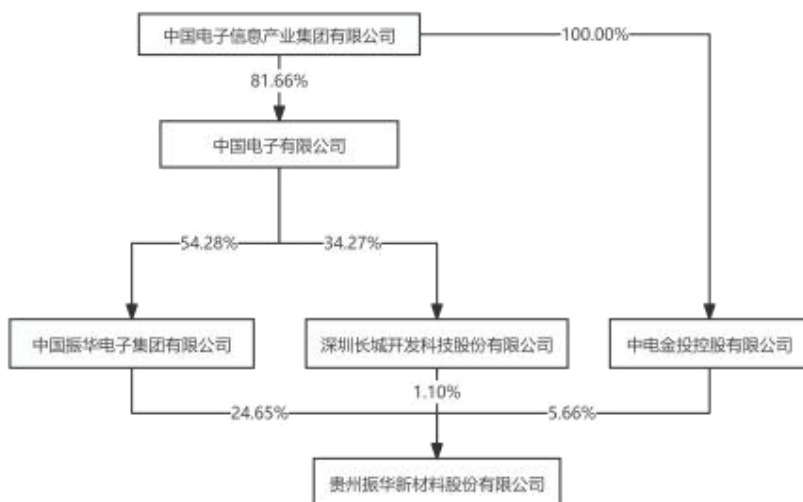 中国电子信息产业集团有限公司
100.00%
81.66%
中国电子有限公司
54.28%
34.27%
中国振华电子集团有限公司
深圳长城开发科技股份有限公司
中电金投控股有限公司
1.10%
24.65%
5.66%
贵州振华新材料股份有限公司